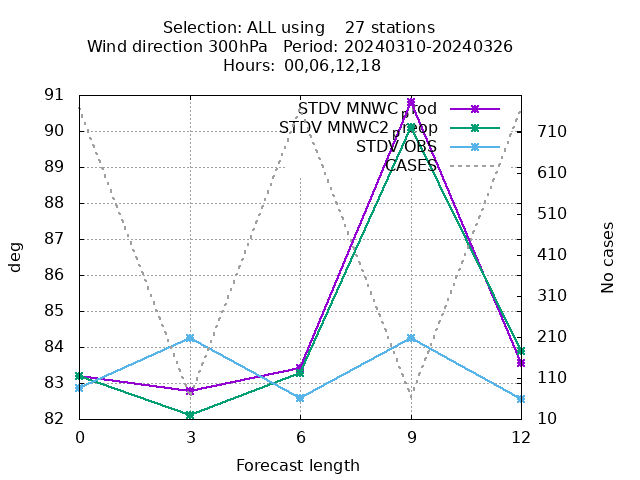 Selection: ALL using 27 stations
Wind direction 300hPa Period: 20240310-20240326
Hours: 00,06,12,18
STDV MNWC_prod
STDV MNWC2_preop
STDV OBS
CASES
91
90
89
88
87
86
85
84
83
82
deg
710
610
510
410
310
210
110
10
No cases
0 3 6 9 12
Forecast length